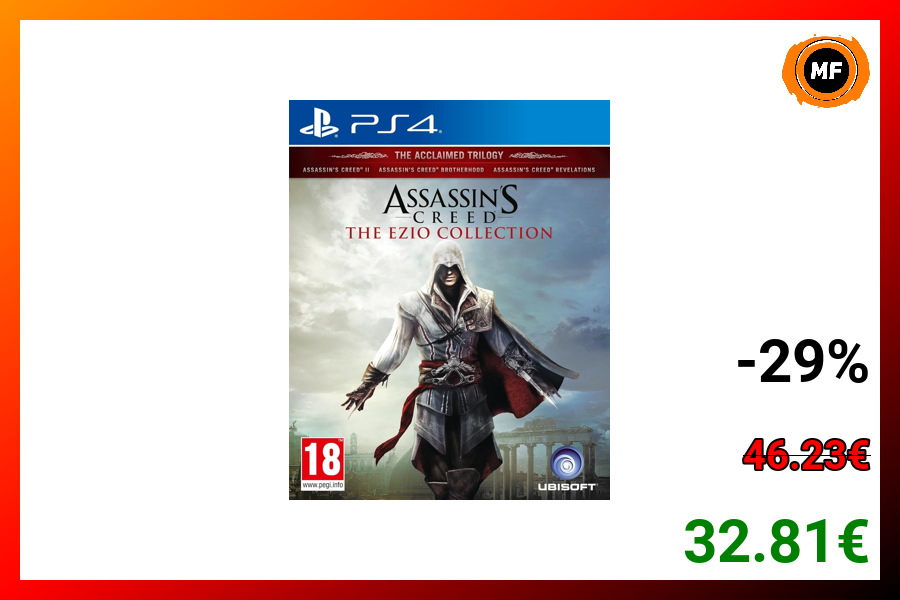 MF
PS4
THE ACCLAIMED TRILOGY
ASSASSIN'S CREED® II ASSASSIN'S CREED® BROTHERHOOD ASSASSIN'S CREED® REVELATIONS
ASSASSIN'S
CREED
THE EZIO COLLECTION
-29%
46.23€
18
www.pegi.info
UBISOFT
32.81€